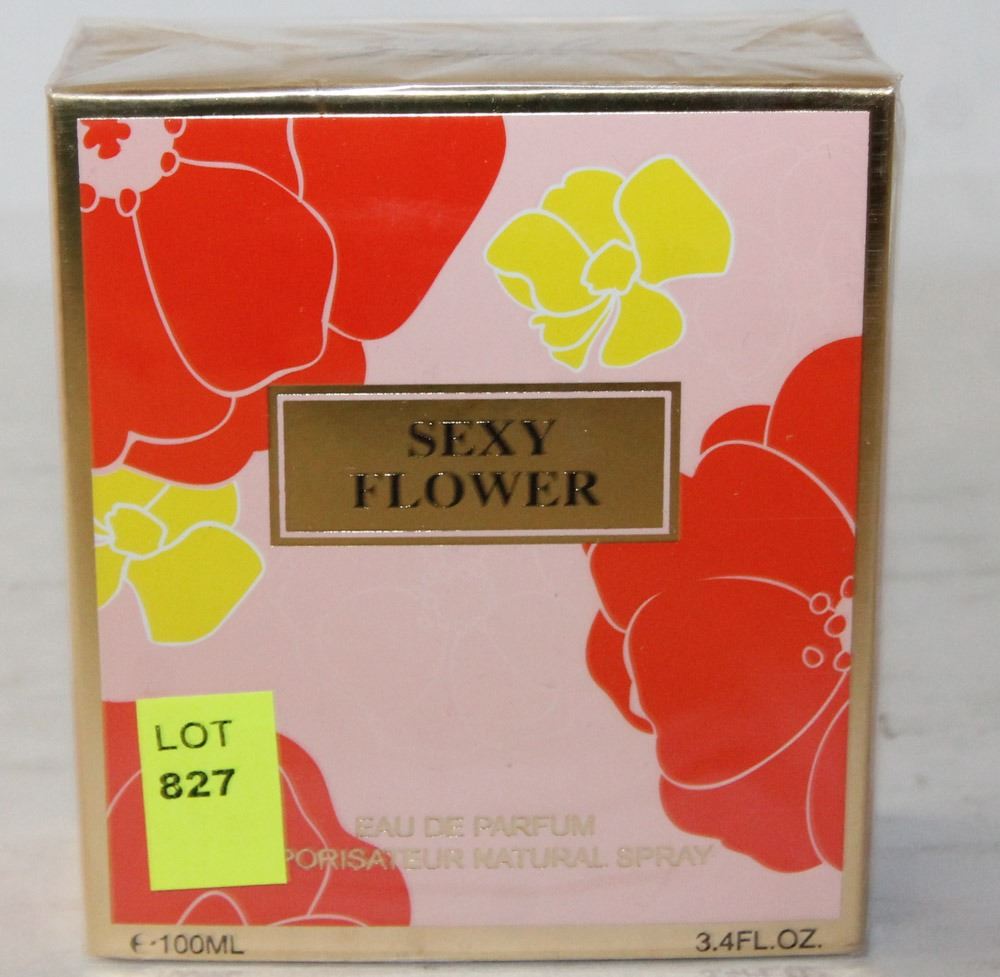 SEXY
FLOWER
LOT
827
EAU DE PARFUM
PORISATEUR NATURAL SPRAY
100ML
3.4FL.OZ.